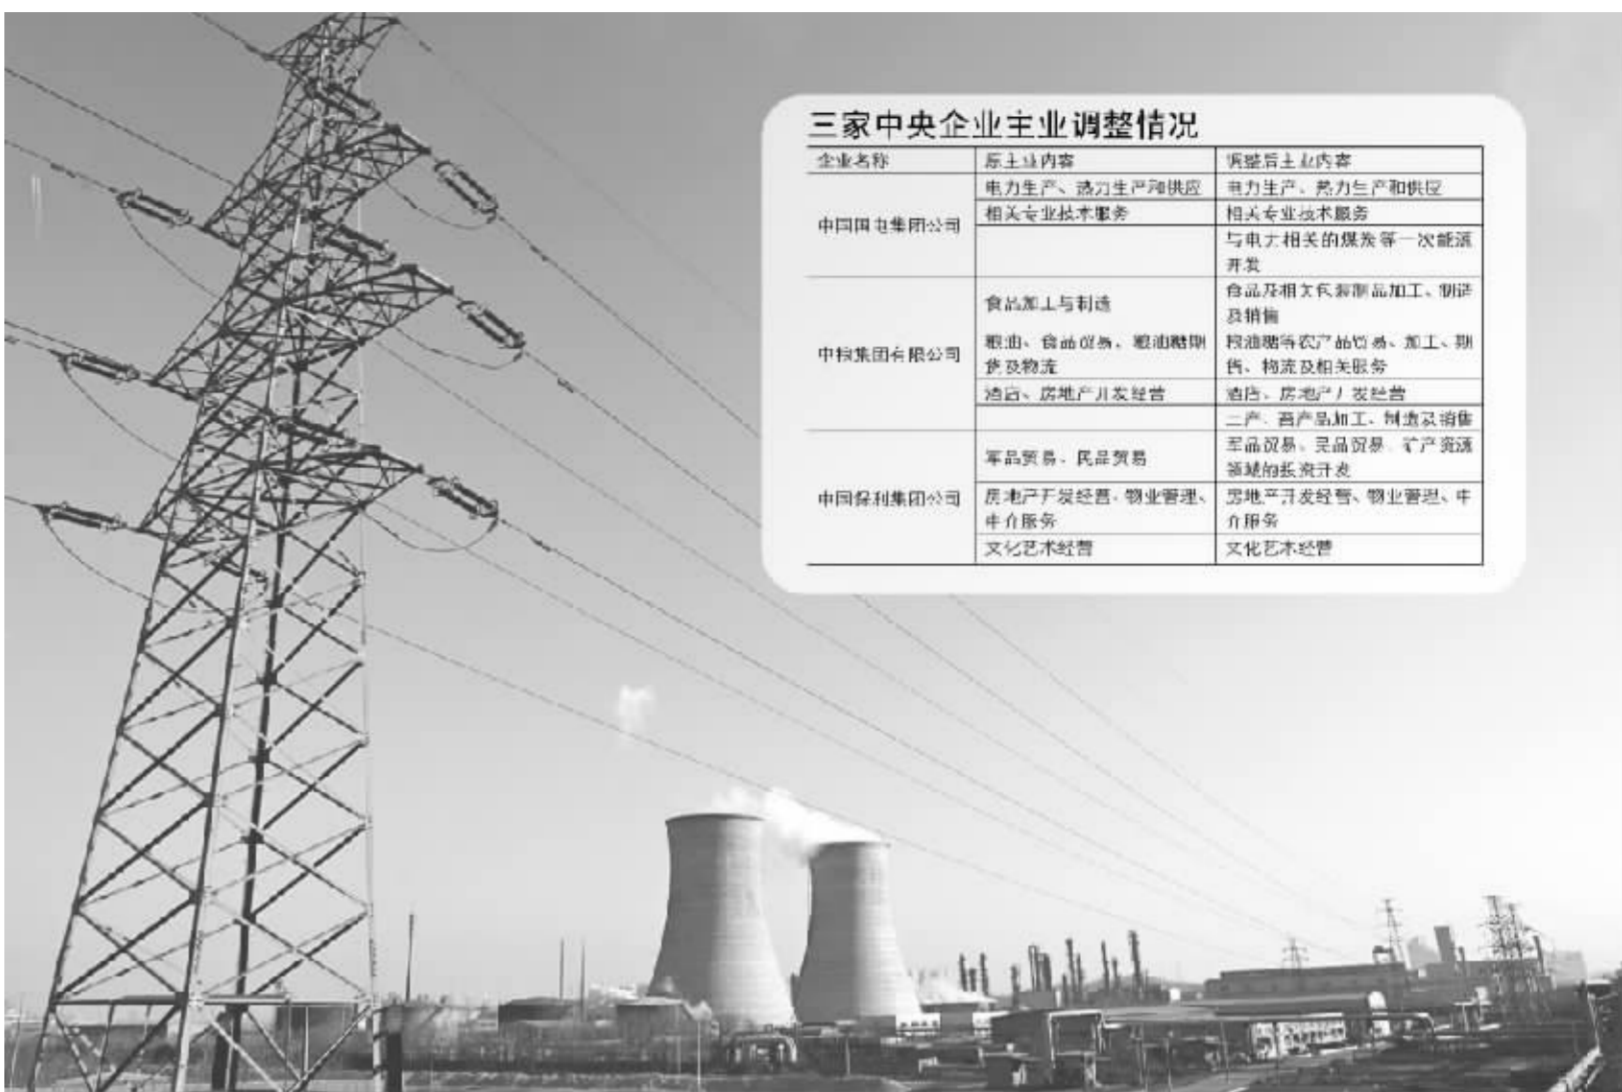 三家中央企业主业调整情况
企业名称 原主业内容 调整后主业内容
电力生产、热力生产和供应 电力生产、热力生产和供应
中国国电集团公司 相关专业技术服务 相关专业技术服务
与电力相关的煤炭等一次能源
开发
食品加工与制造 食品及相关包装制品加工、制造
及销售
中粮集团有限公司 粮油、食品贸易、粮油糖期 粮油糖等农产品贸易、加工、期
货及物流 货、物流及相关服务
酒店、房地产开发经营 酒店、房地产开发经营
产、畜产品加工、制造及销售
军品贸易、民品贸易 军品贸易、民品贸易、矿产资源
领域的投资开发
中国保利集团公司 房地产开发经营、物业管理、 房地产开发经营、物业管理、中
中介服务 介服务
文化艺术经营 文化艺术经营